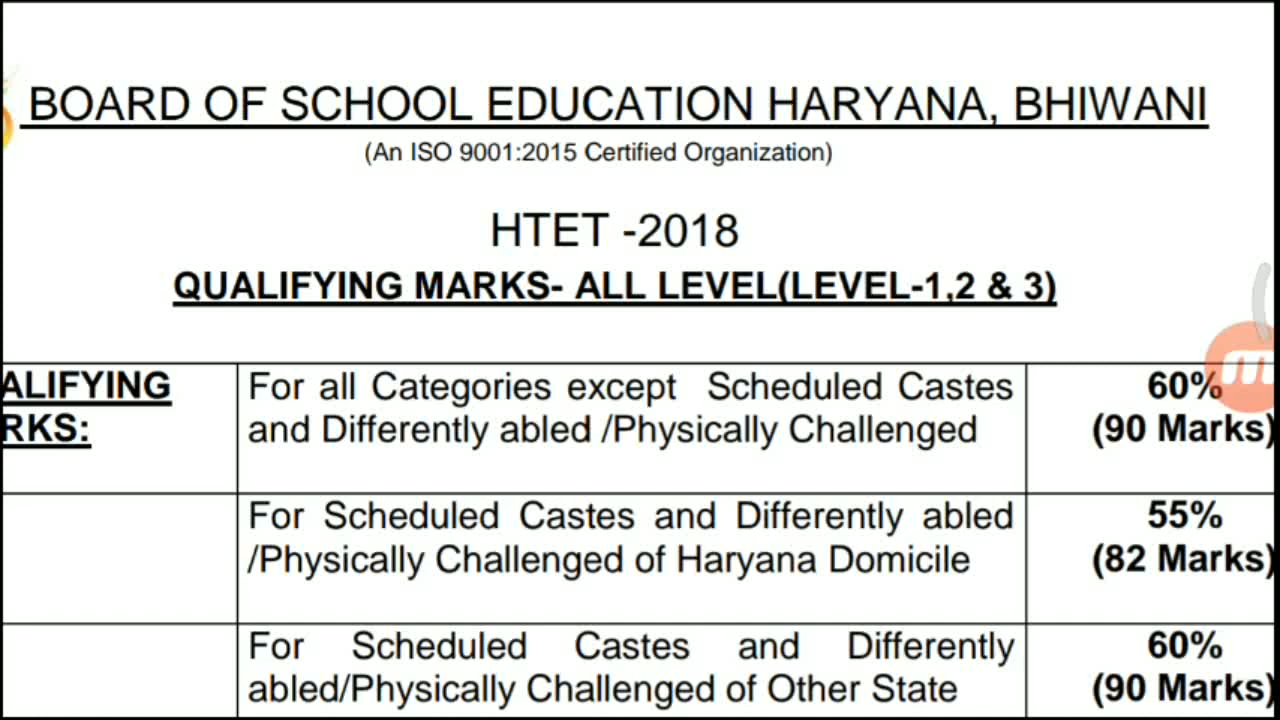 BOARD OF SCHOOL EDUCATION HARYANA, BHIWANI
(An ISO 9001:2015 Certified Organization)
HTET -2018
QUALIFYING MARKS- ALL LEVEL(LEVEL-1,2 & 3)
ALIFYING
RKS:
For all Categories except Scheduled Castes
and Differently abled /Physically Challenged
60%
(90 Marks)
For Scheduled Castes and Differently abled
/Physically Challenged of Haryana Domicile
55%
(82 Marks)
For Scheduled Castes and Differently
abled/Physically Challenged of Other State
60%
(90 Marks)